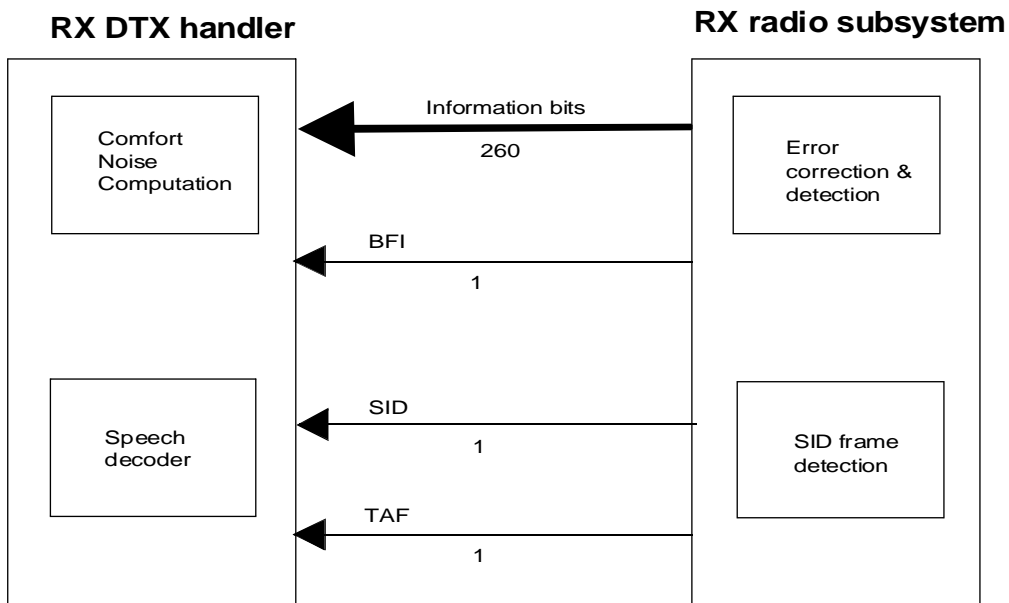 RX DTX handler
RX radio subsystem
Information bits
260
Comfort
Noise
Computation
Error
correction &
detection
BFI
1
SID
1
Speech
decoder
SID frame
detection
TAF
1